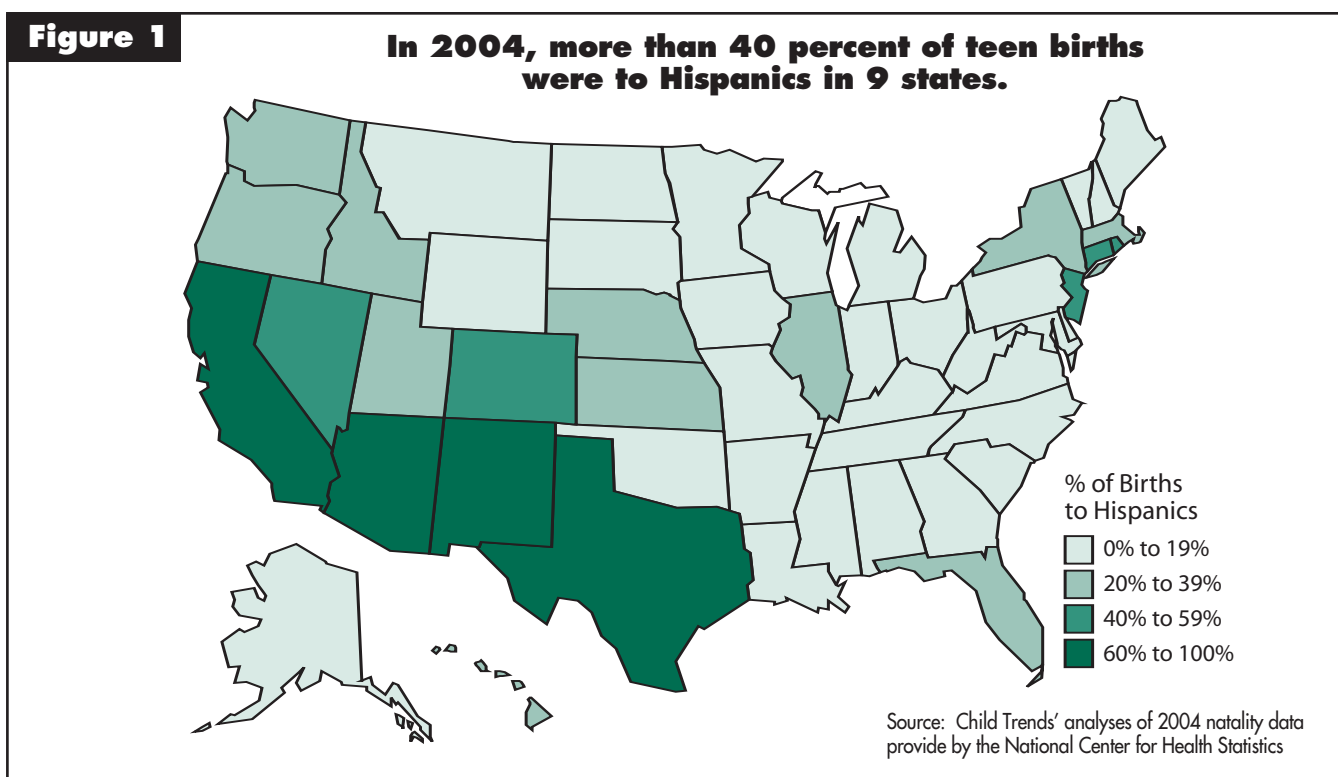 Figure 1
In 2004, more than 40 percent of teen births
were to Hispanics in 9 states.
% of Births
to Hispanics
0% to 19%
20% to 39%
40% to 59%
60% to 100%
Source: Child Trends’ analyses of 2004 natality data
provide by the National Center for Health Statistics